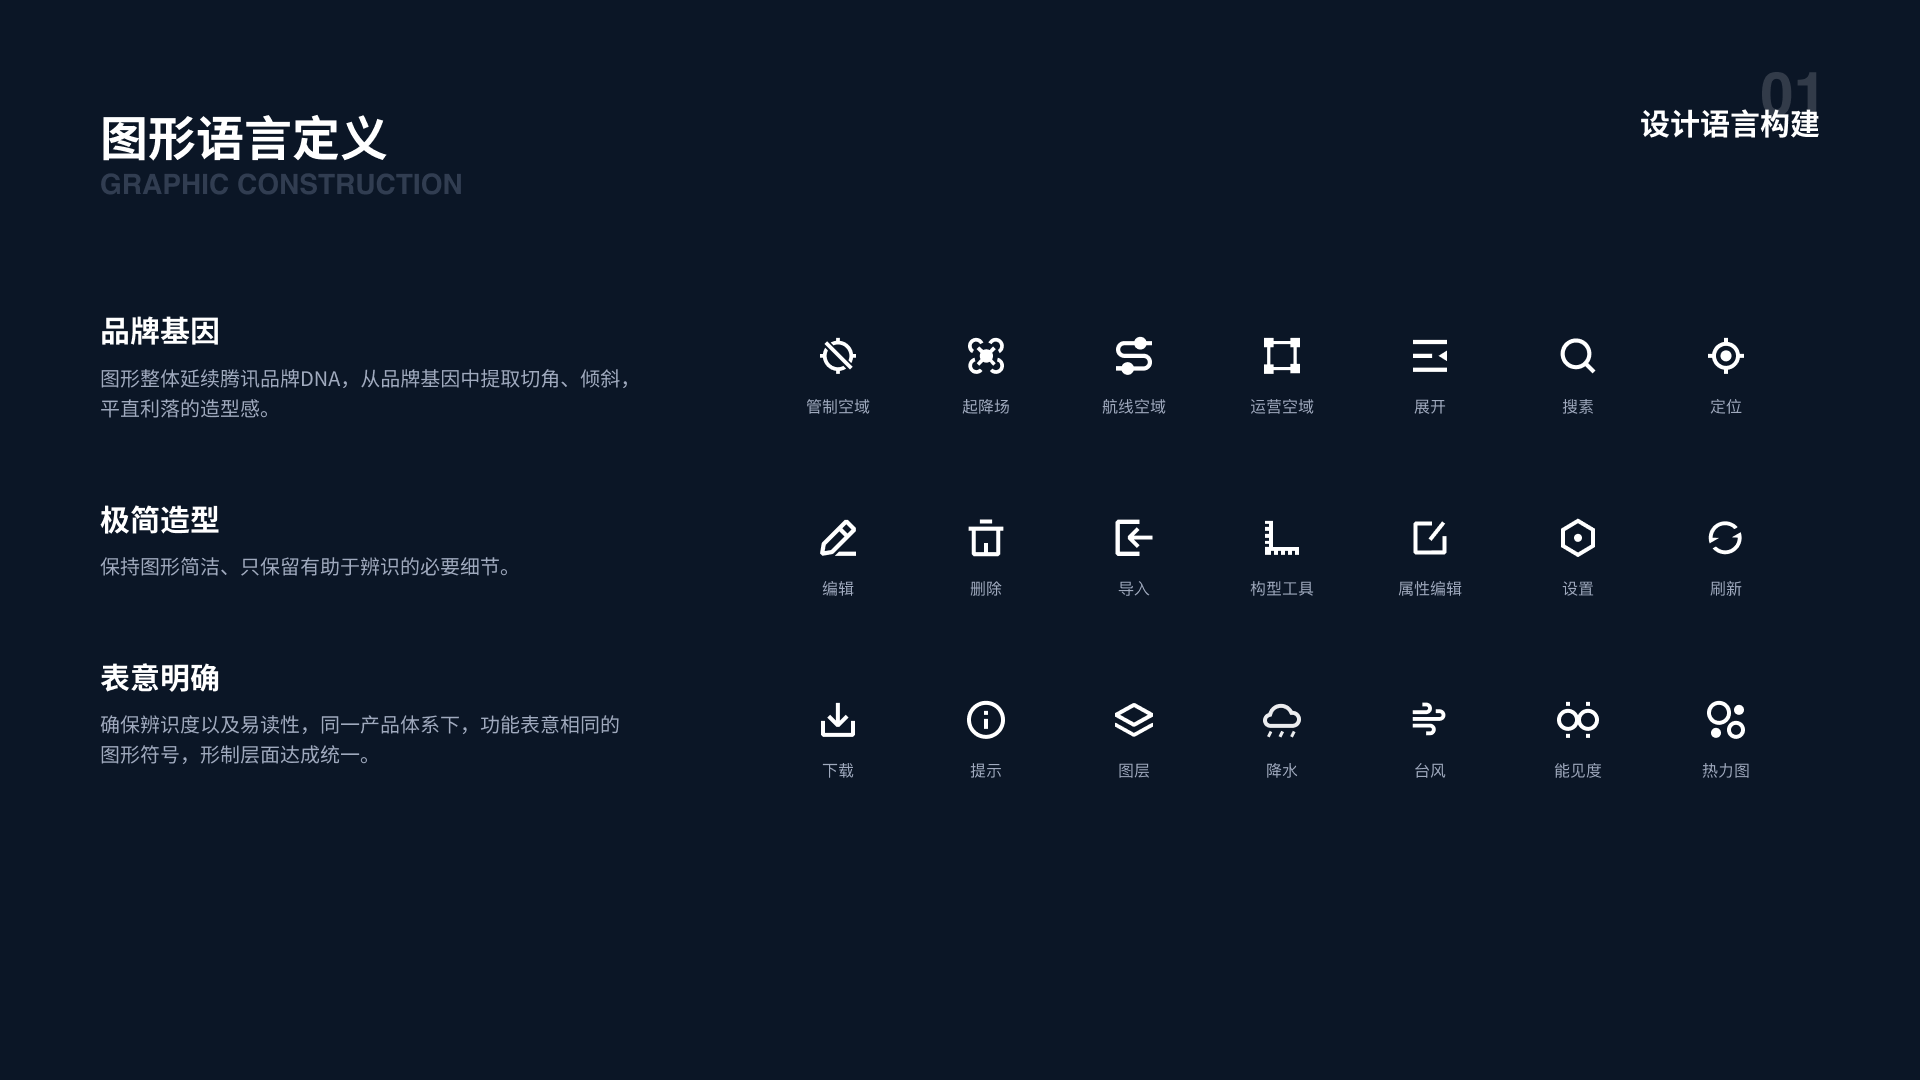 01
设计语言构建
图形语言定义
GRAPHIC CONSTRUCTION
品牌基因
图形整体延续腾讯品牌DNA，从品牌基因中提取切角、倾斜，
平直利落的造型感。
极简造型
保持图形简洁、只保留有助于辨识的必要细节。
表意明确
确保辨识度以及易读性，同一产品体系下，功能表意相同的
图形符号，形制层面达成统一。
管制空域 起降场 航线空域 运营空域 展开 搜素 定位
编辑 删除 导入 构型工具 属性编辑 设置 刷新
下载 提示 图层 降水 台风 能见度 热力图